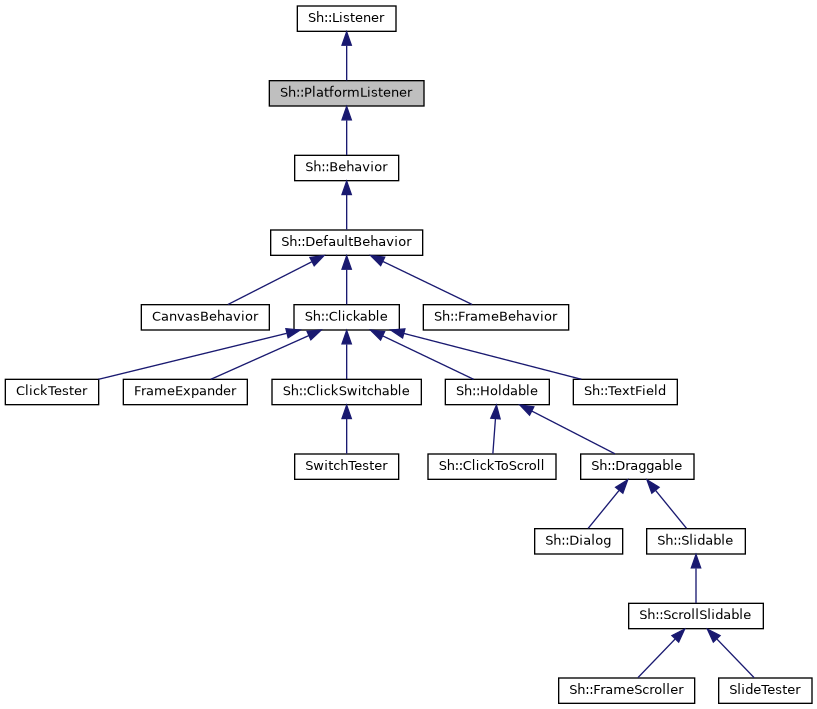 Sh::Listener
Sh::PlatformListener
Sh::Behavior
Sh::DefaultBehavior
CanvasBehavior
Sh::Clickable
Sh::FrameBehavior
ClickTester
FrameExpander
Sh::ClickSwitchable
Sh::Holdable
Sh::TextField
SwitchTester
Sh::ClickToScroll
Sh::Draggable
Sh::Dialog
Sh::Slidable
Sh::ScrollSlidable
Sh::FrameScroller
SlideTester